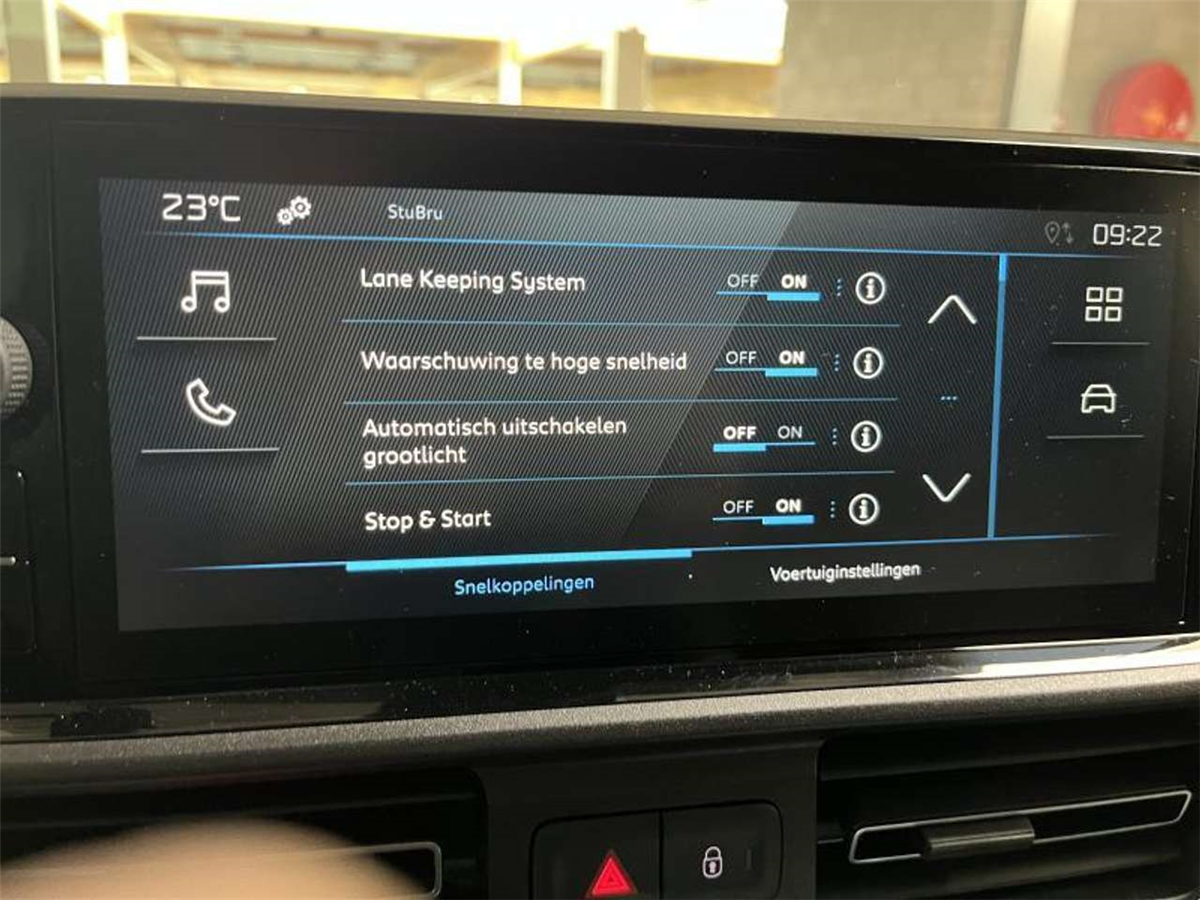 23°C StuBru 09:22
Lane Keeping System OFF ON
Waarschuwing te hoge snelheid OFF ON
Automatisch uitschakelen
grootlicht OFF ON
Stop & Start OFF ON
Snelkoppelingen Voertuiginstellingen